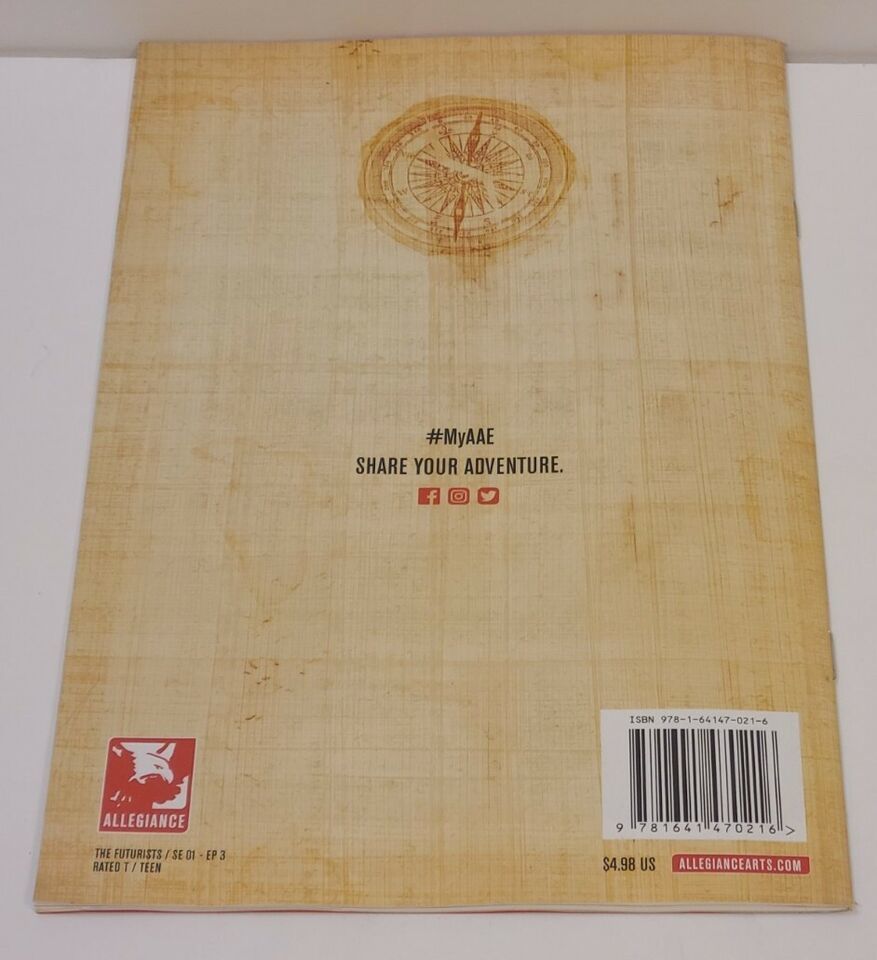 #MyAAE
SHARE YOUR ADVENTURE.
ISBN 978-1-64147-021-6
9 781641 470216 >
ALLEGIANCE
THE FUTURISTS / SE 01 - EP 3
RATED T / TEEN
$4.98 US
ALLEGIANCEARTS.COM